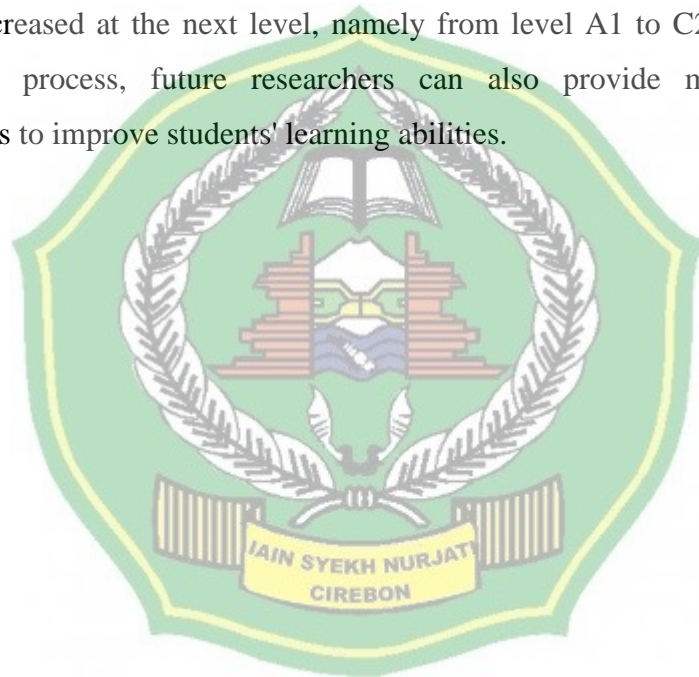 creased at the next level, namely from level A1 to C2
process, future researchers can also provide m
s to improve students' learning abilities.
IAIN SYEKH NURJATI
CIREBON